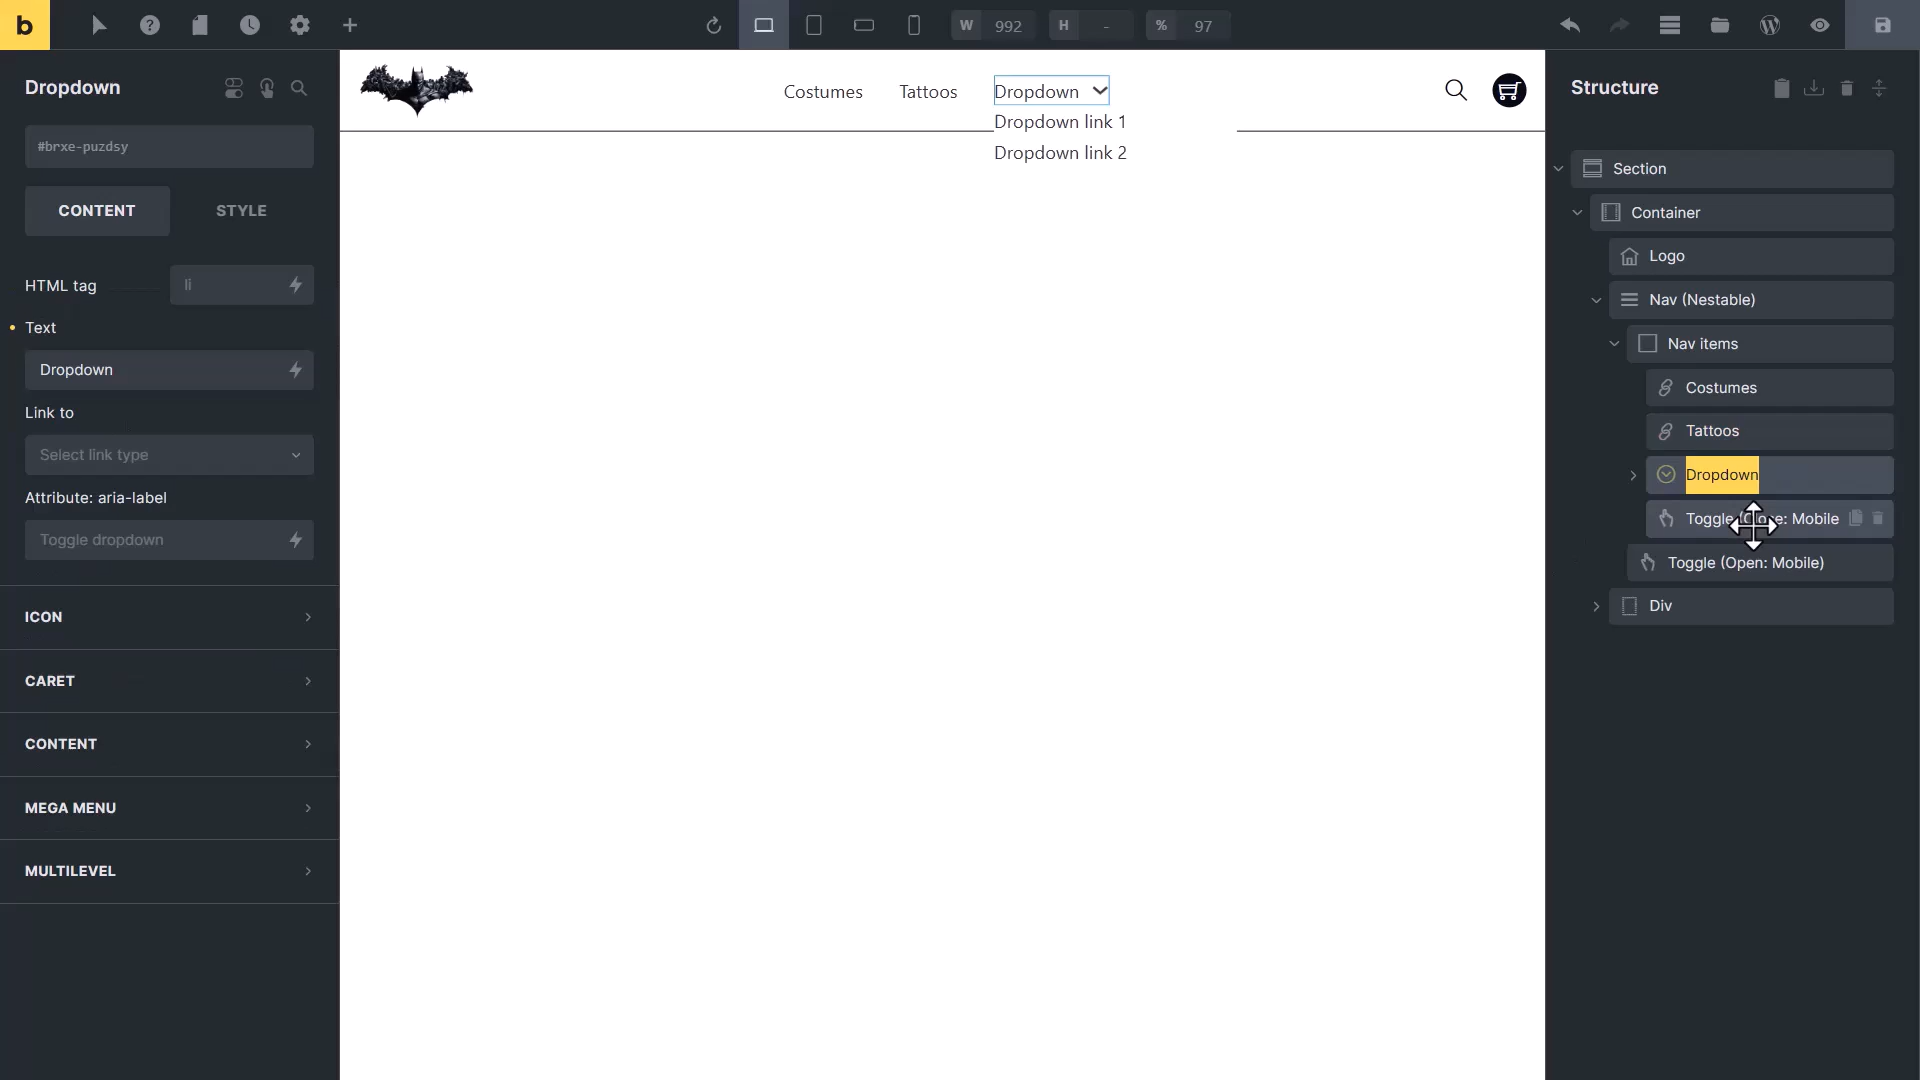 b
W 992
H -
% 97
Dropdown
#brxe-puzdsy
CONTENT
STYLE
HTML tag
li
Text
Dropdown
Link to
Select link type
Attribute: aria-label
Toggle dropdown
ICON
CARET
CONTENT
MEGA MENU
MULTILEVEL
Costumes
Tattoos
Dropdown
Dropdown link 1
Dropdown link 2
Structure
Section
Container
Logo
Nav (Nestable)
Nav items
Costumes
Tattoos
Dropdown
Toggle (Close: Mobile
Toggle (Open: Mobile)
Div